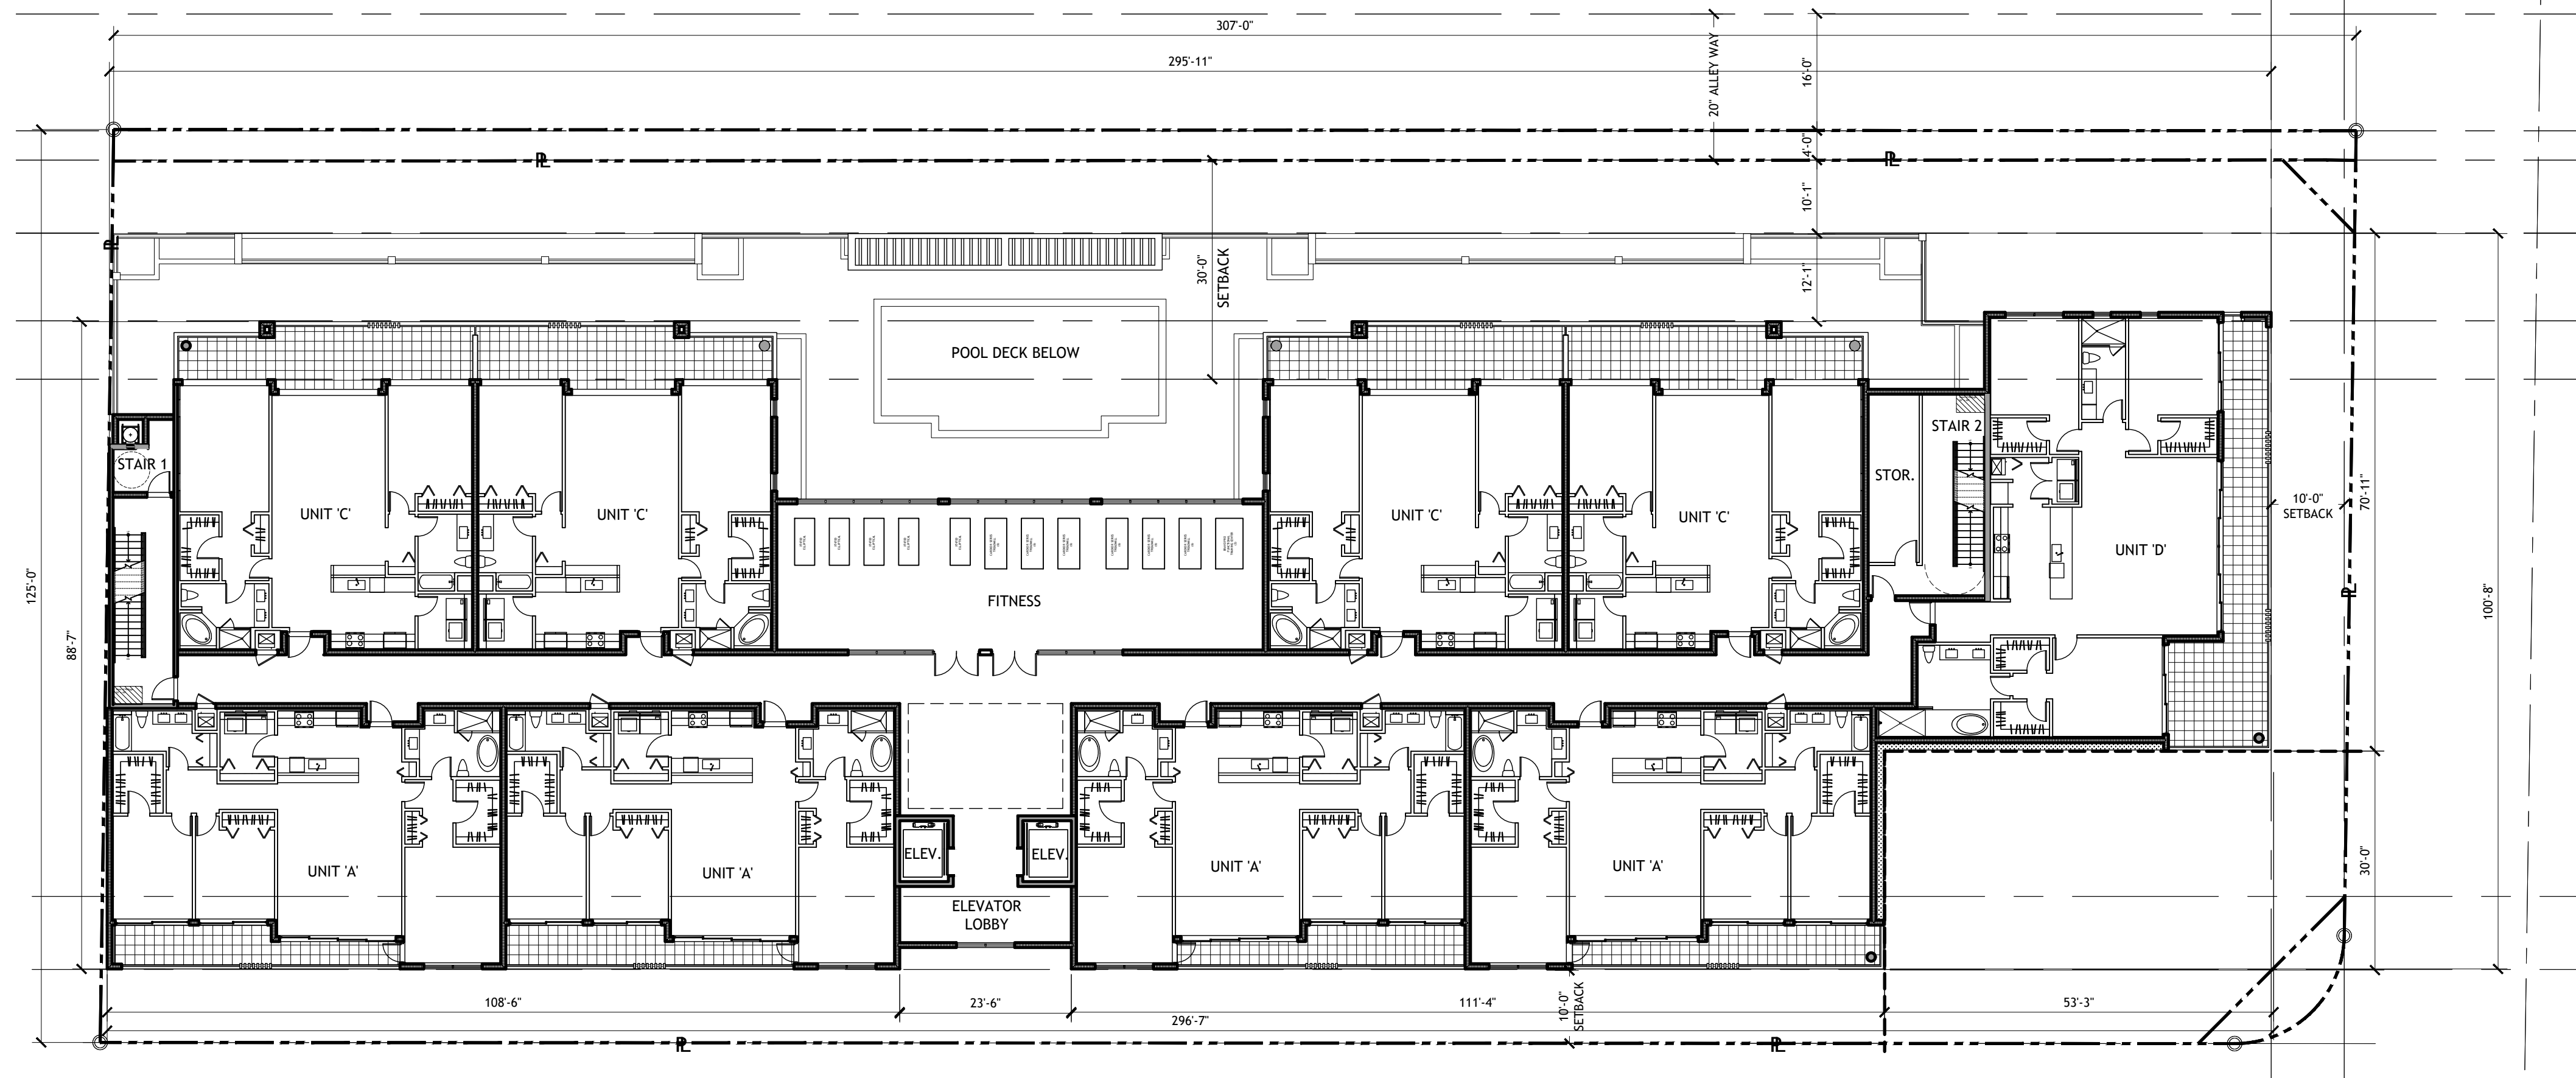 307'-0"
295'-11"
20" ALLEY WAY
16'-0"
4'-0"
PL
PL
10'-1"
PL
30'-0"
SETBACK
12'-1"
POOL DECK BELOW
STAIR 1
STAIR 2
STOR.
UNIT 'C'
UNIT 'C'
UNIT 'C'
UNIT 'C'
10'-0"
SETBACK
70'-11"
UNIT 'D'
125'-0"
88'-7"
FITNESS
PL
100'-8"
ELEV.
ELEV.
UNIT 'A'
UNIT 'A'
UNIT 'A'
UNIT 'A'
30'-0"
ELEVATOR
LOBBY
108'-6"
23'-6"
111'-4"
10'-0"
SETBACK
53'-3"
296'-7"
PL
PL